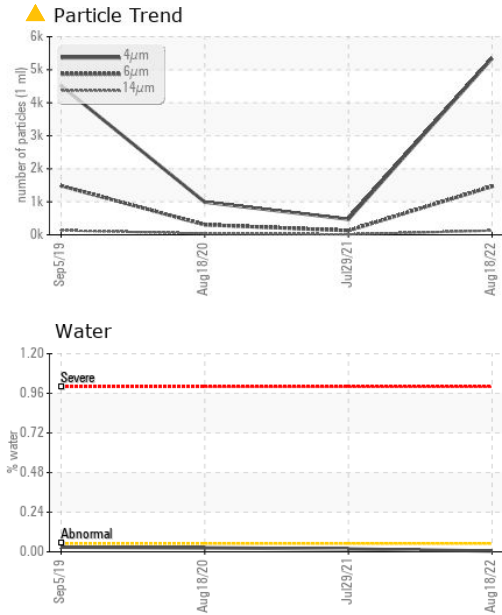 Particle Trend
number of particles (1 ml)
6k
5k
4k
3k
2k
1k
0k
4μm
6μm
14μm
Sep5/19
Aug18/20
Jul29/21
Aug18/22
Water
% water
1.20
0.96
0.72
0.48
0.24
0.00
Severe
Abnormal
Sep5/19
Aug18/20
Jul29/21
Aug18/22